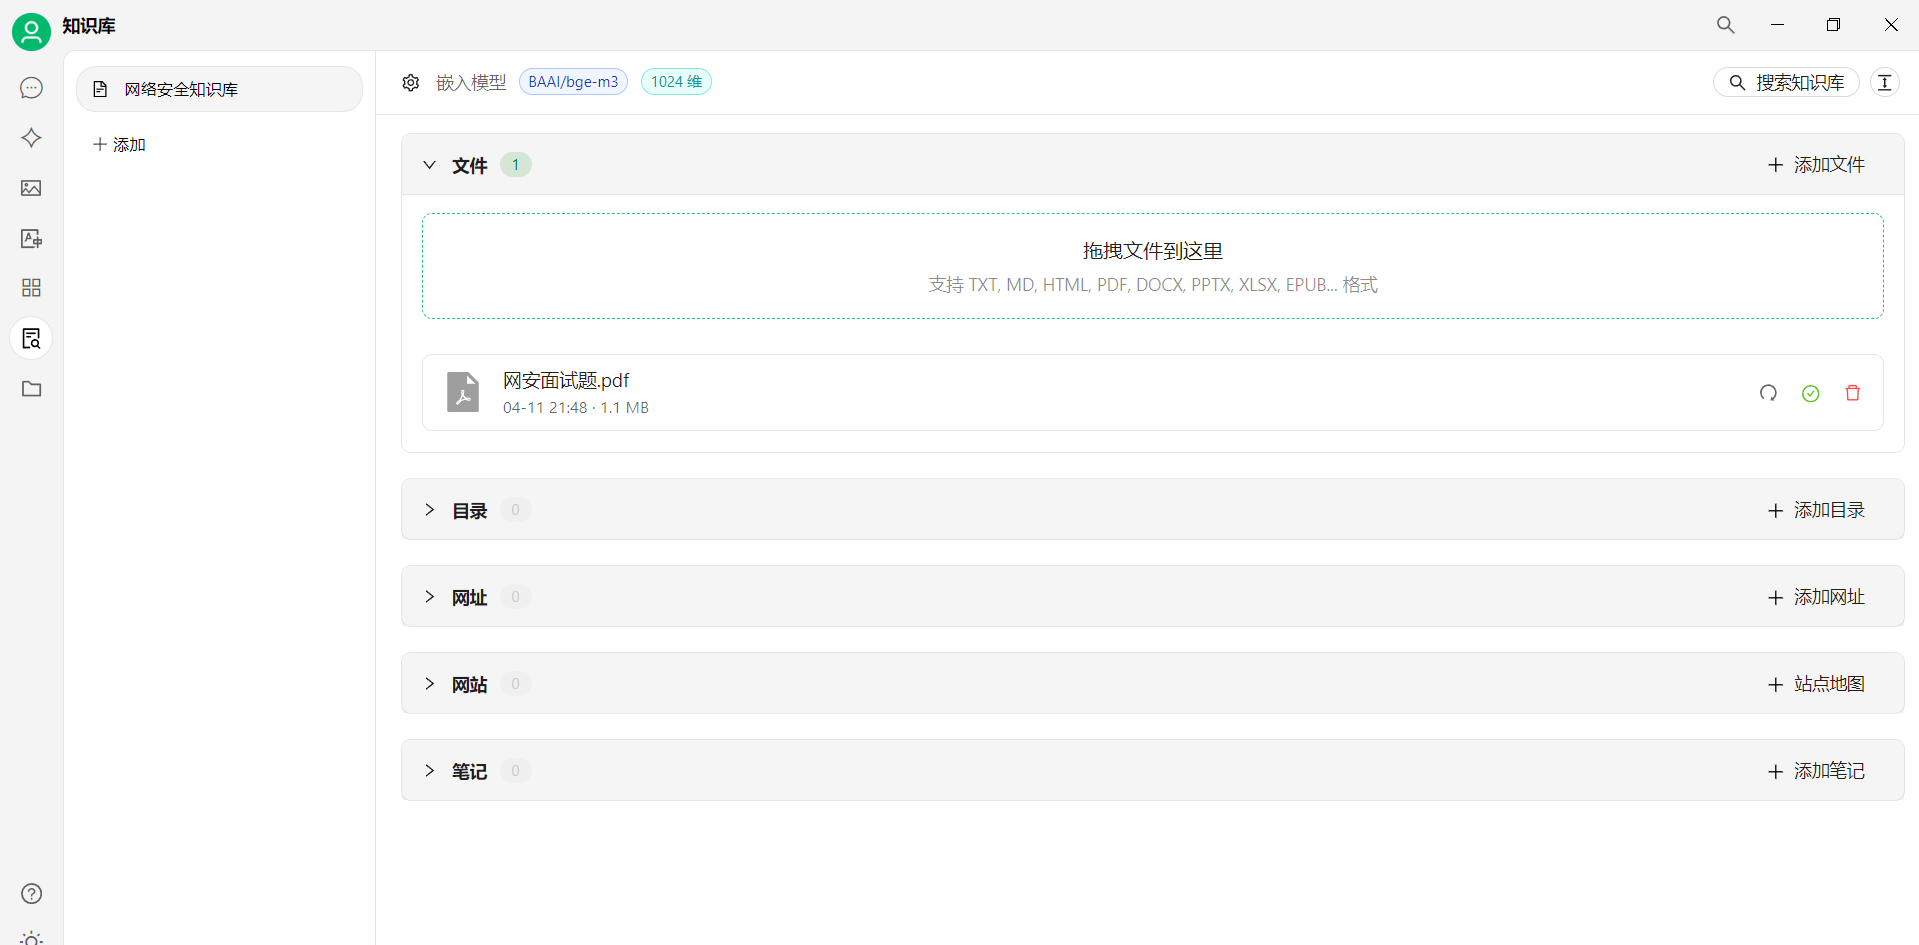 知识库
网络安全知识库
添加
嵌入模型 BAAI/bge-m3 1024 维 搜索知识库
文件 1 添加文件
拖拽文件到这里
支持 TXT, MD, HTML, PDF, DOCX, PPTX, XLSX, EPUB... 格式
网安面试题.pdf
04-11 21:48 · 1.1 MB
目录 0 添加目录
网址 0 添加网址
网站 0 站点地图
笔记 0 添加笔记